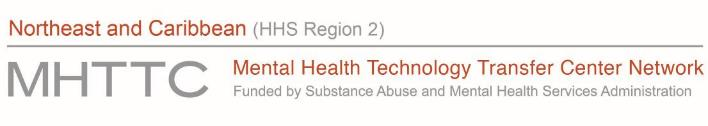 Northeast and Caribbean (HHS Region 2)
MHTTC Mental Health Technology Transfer Center Network
Funded by Substance Abuse and Mental Health Services Administration